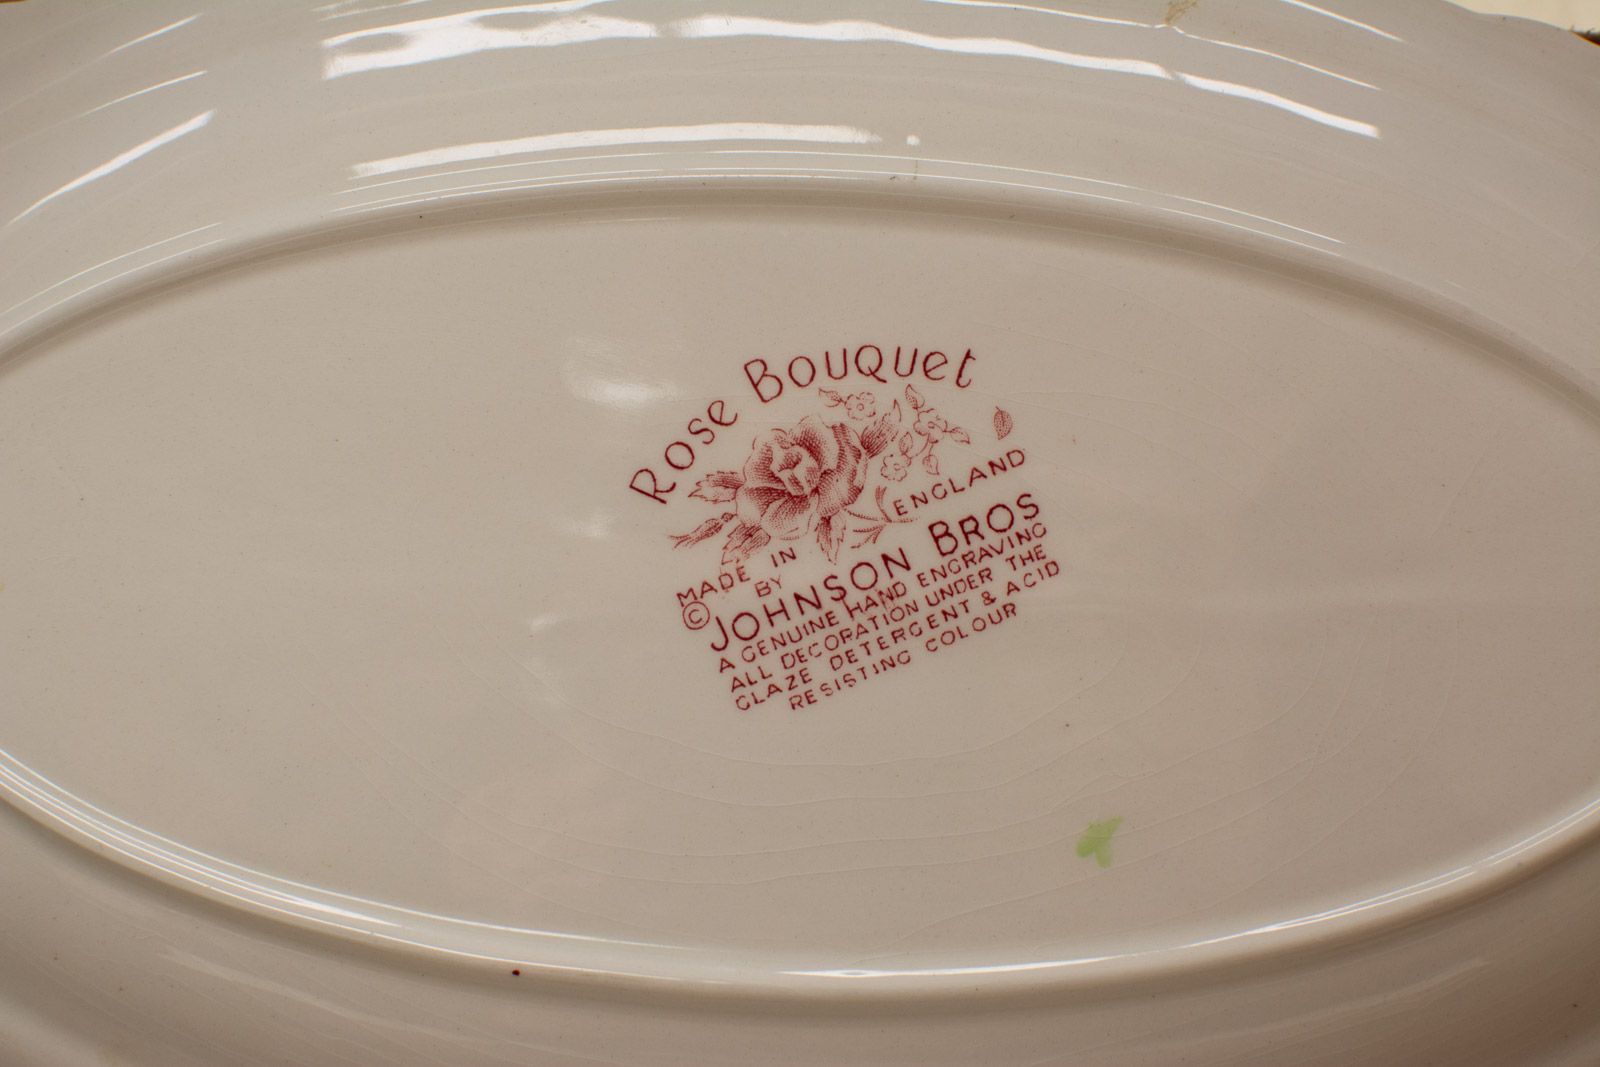 Rose Bouquet
MADE IN ENGLAND
BY
© JOHNSON BROS
A GENUINE HAND ENGRAVING
ALL DECORATION UNDER THE
GLAZE DETERGENT & ACID
RESISTING COLOUR